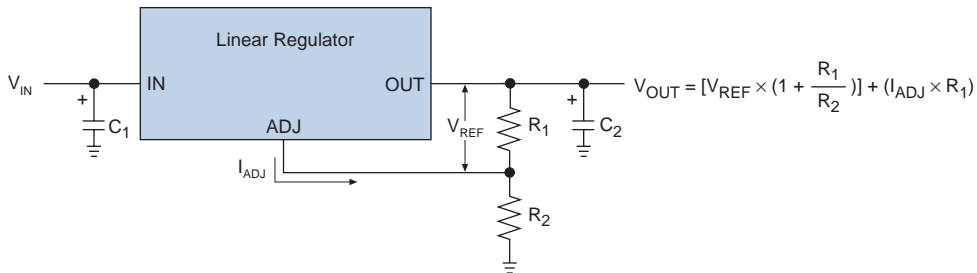 Linear Regulator
V_IN
IN
OUT
V_OUT = [V_REF × (1 + R_1/R_2)] + (I_ADJ × R_1)
+
C_1
ADJ
V_REF
R_1
+
C_2
I_ADJ
R_2